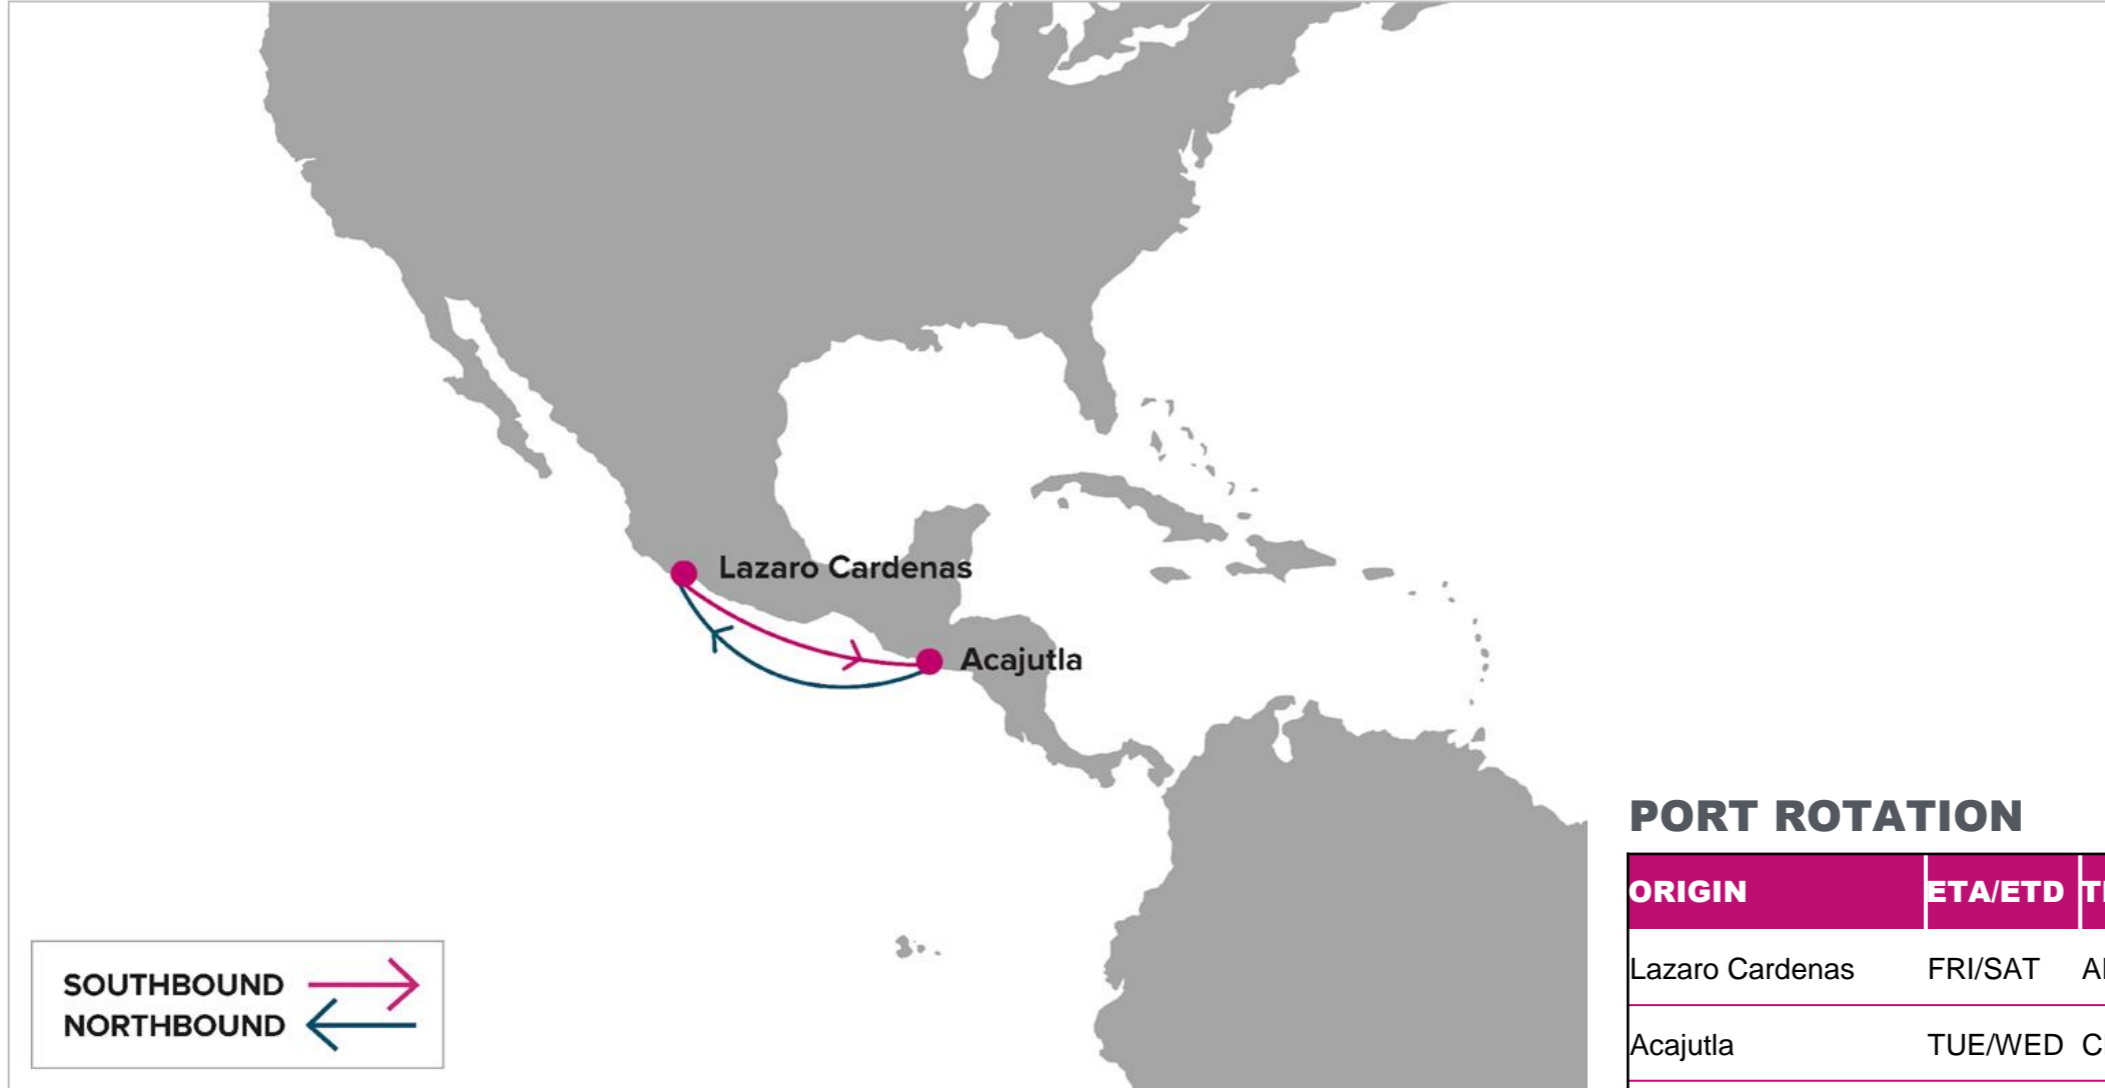 Lazaro Cardenas
Acajutla
SOUTHBOUND
NORTHBOUND
PORT ROTATION
ORIGIN ETA/ETD
Lazaro Cardenas FRI/SAT
Acajutla TUE/WED